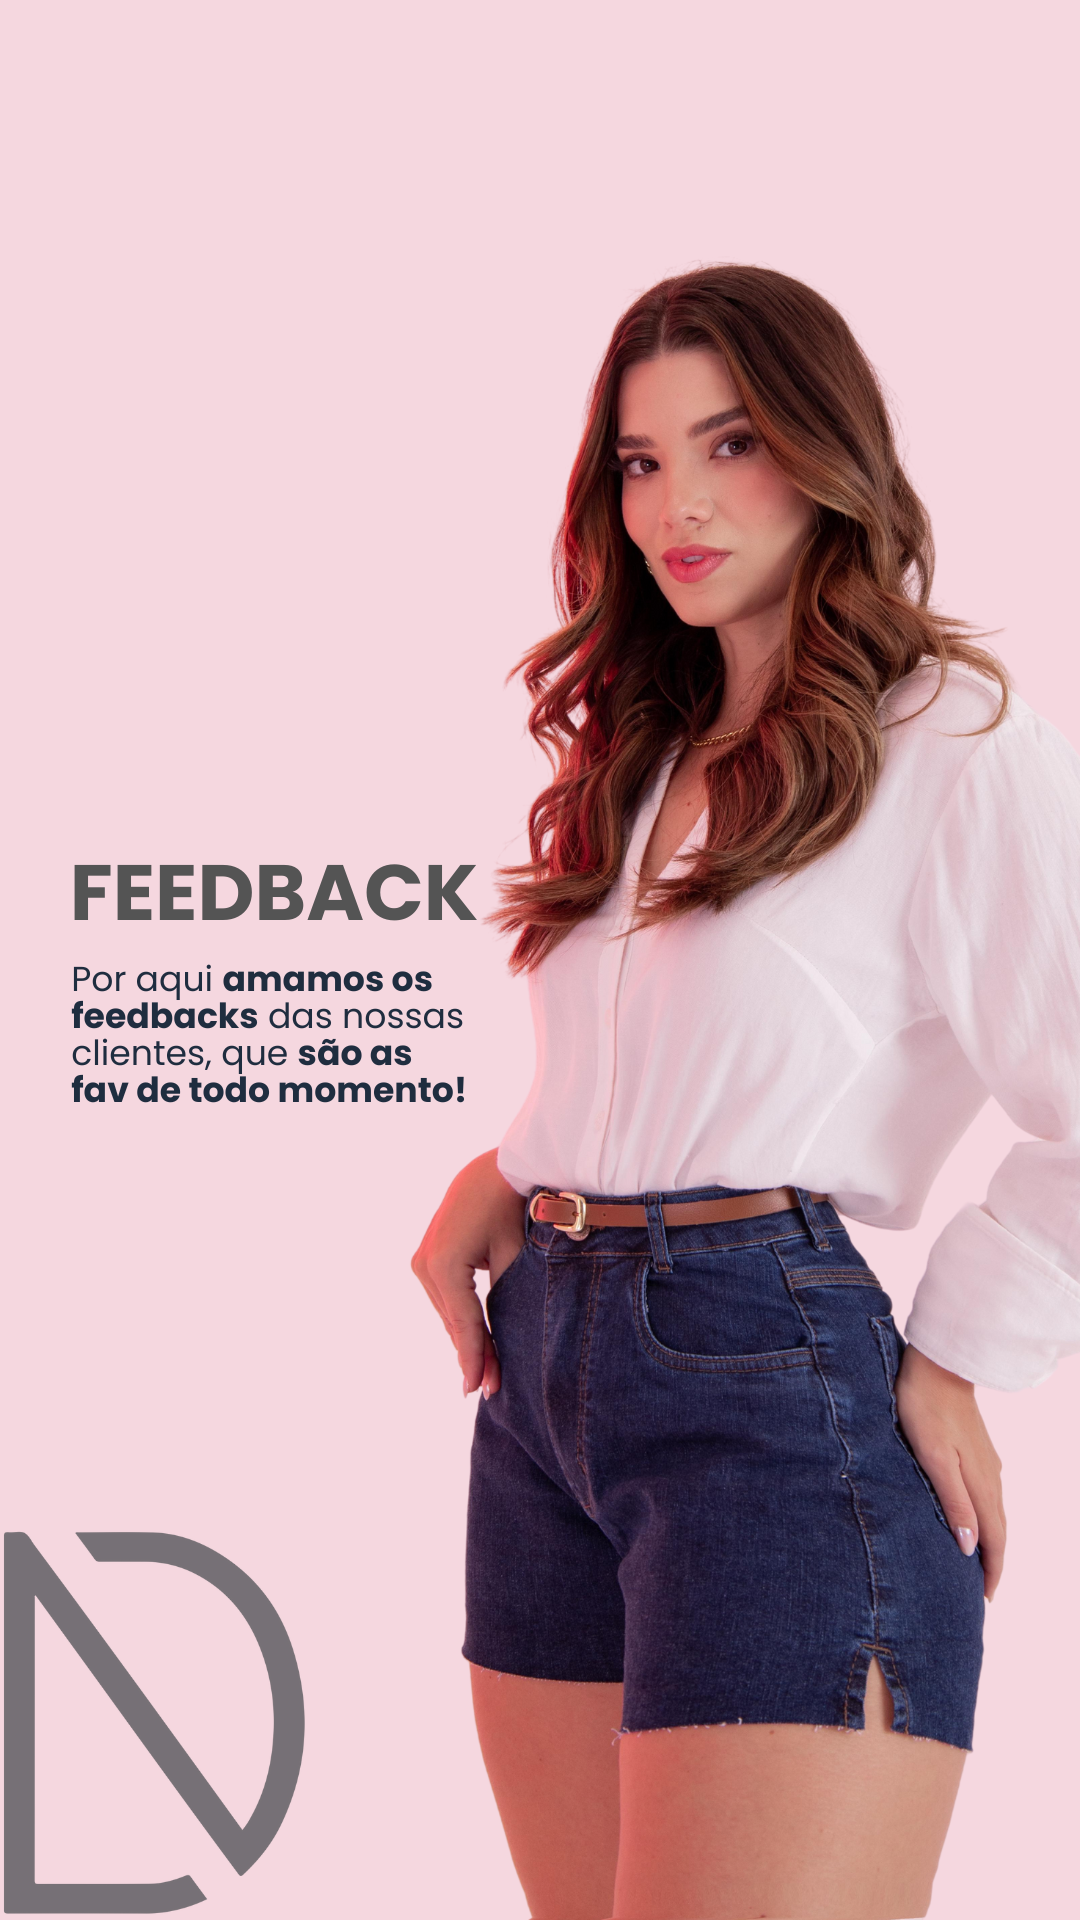 FEEDBACK
Por aqui amamos os
feedbacks das nossas
clientes, que são as
fav de todo momento!